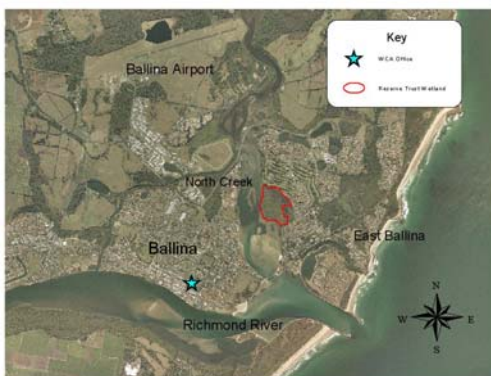 Key
WCA Office
Reserve Trust Wetland
Ballina Airport
North Creek
Ballina
East Ballina
Richmond River
N
W
E
S